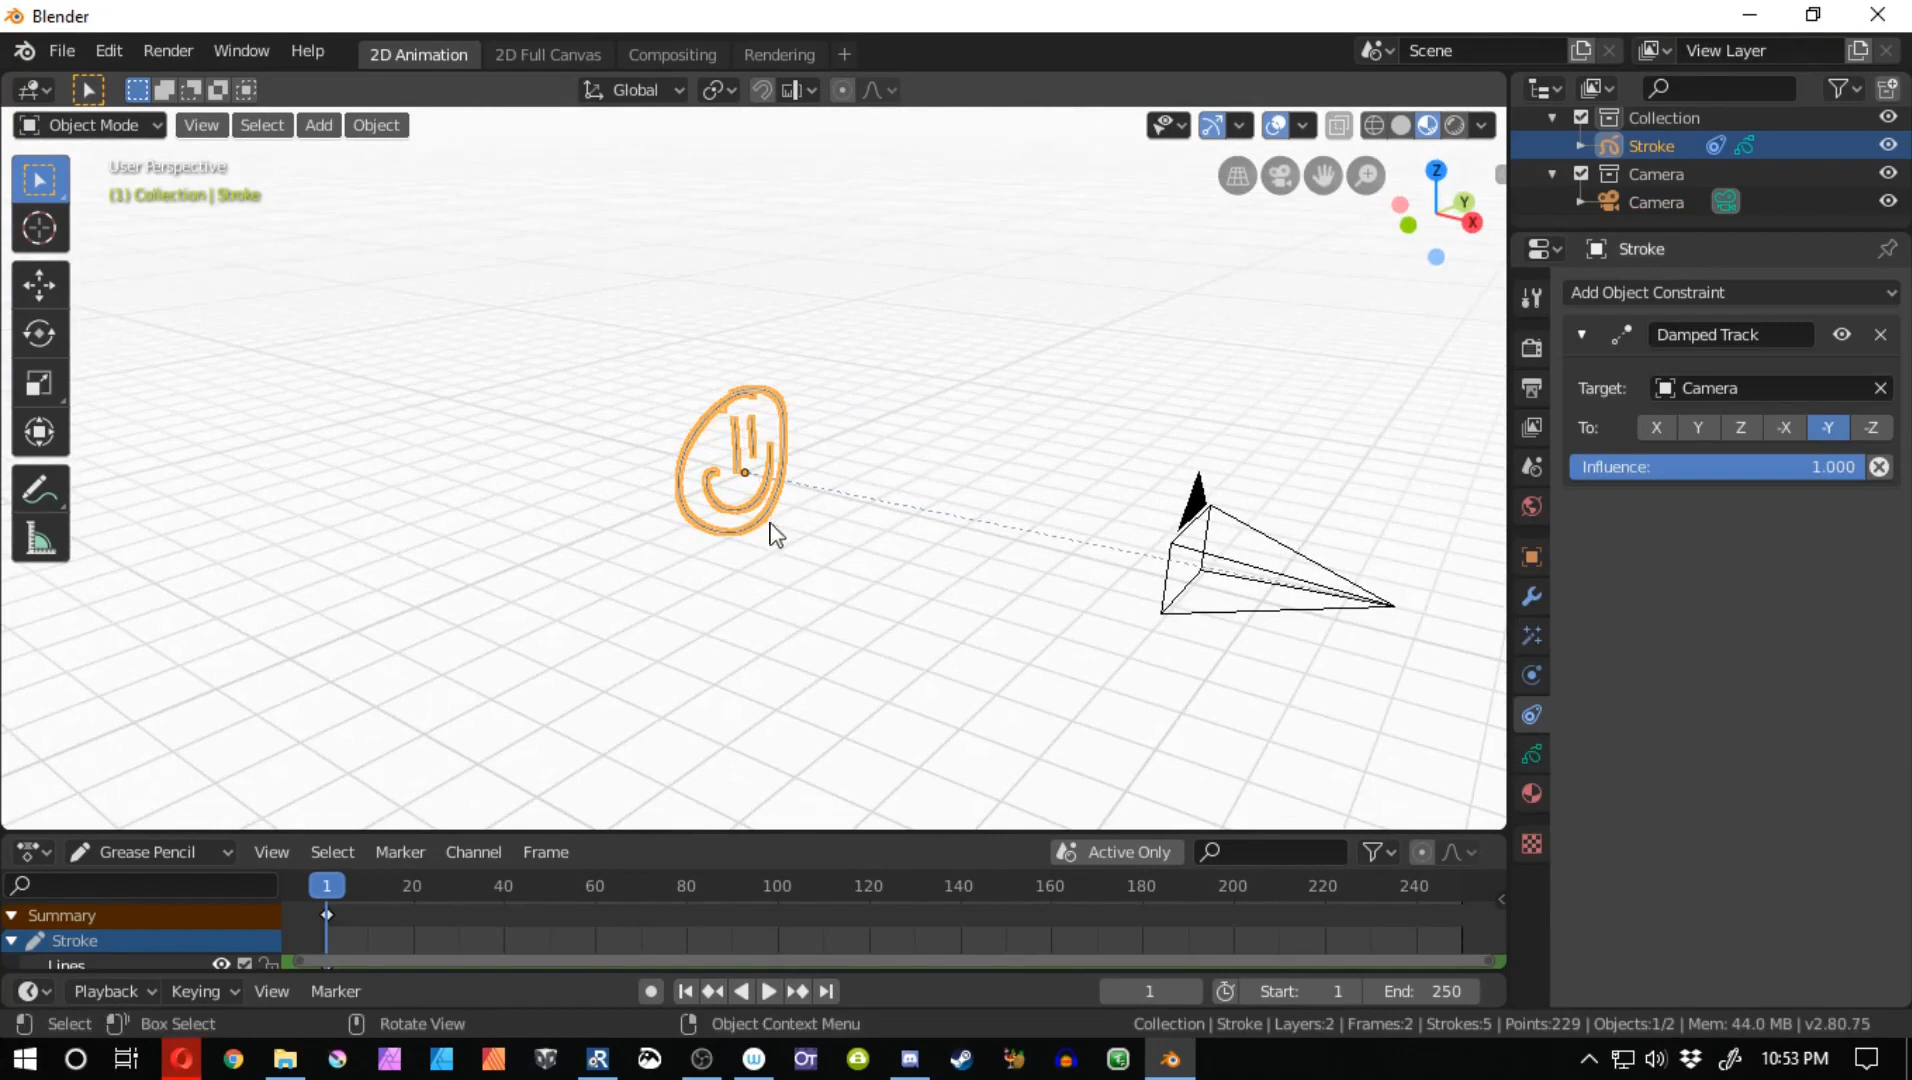 Blender
File Edit Render Window Help 2D Animation 2D Full Canvas Compositing Rendering + Scene View Layer
Global
Object Mode View Select Add Object
User Perspective
(1) Collection | Stroke
Z
Y
X
Collection
Stroke
Camera
Camera
Stroke
Add Object Constraint
Damped Track
Target: Camera
To: X Y Z -X -Y -Z
Influence: 1.000
Grease Pencil View Select Marker Channel Frame Active Only
1 20 40 60 80 100 120 140 160 180 200 220 240
Summary
Stroke
Lines
Playback Keying View Marker 1 Start: 1 End: 250
Select Box Select Rotate View Object Context Menu Collection | Stroke | Layers:2 | Frames:2 | Strokes:5 | Points:229 | Objects:1/2 | Mem: 44.0 MB | v2.80.75
10:53 PM